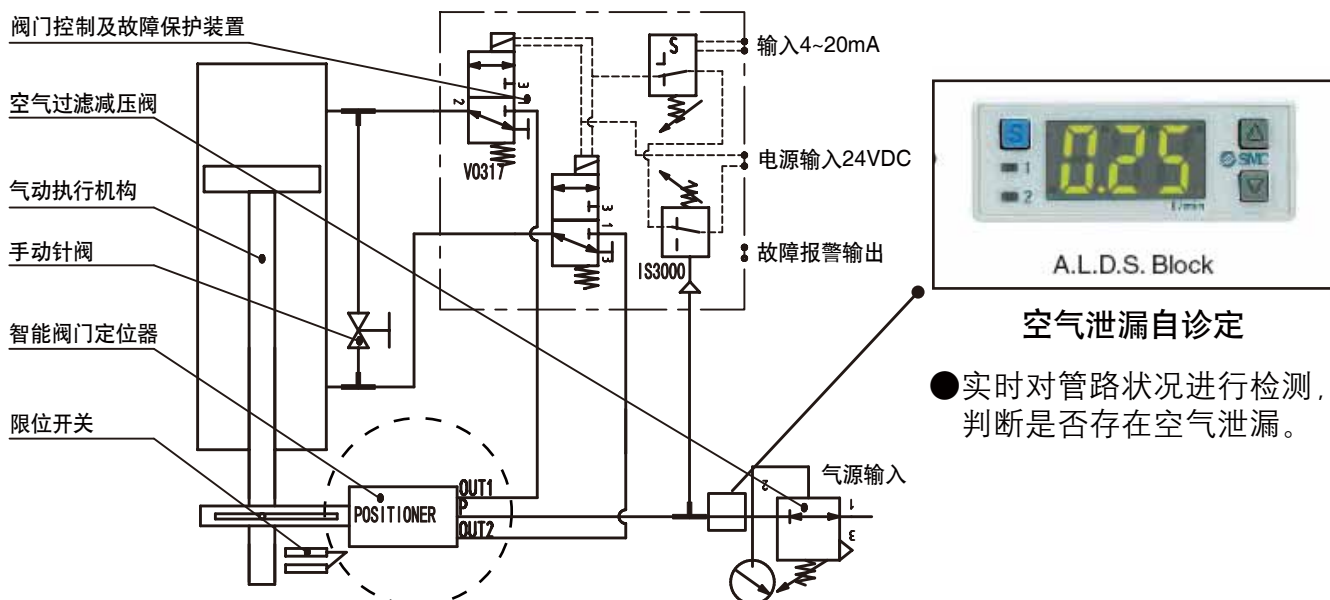 阀门控制及故障保护装置
空气过滤减压阀
气动执行机构
手动针阀
智能阀门定位器
限位开关
2
3
1
V0317
3
1
3
S
输入4~20mA
电源输入24VDC
IS3000
故障报警输出
POSITIONER
OUT1
P
OUT2
2
气源输入
1
3
S
1
2
0.25
SMC
L/min
A.L.D.S. Block
空气泄漏自诊定
●实时对管路状况进行检测,
判断是否存在空气泄漏。